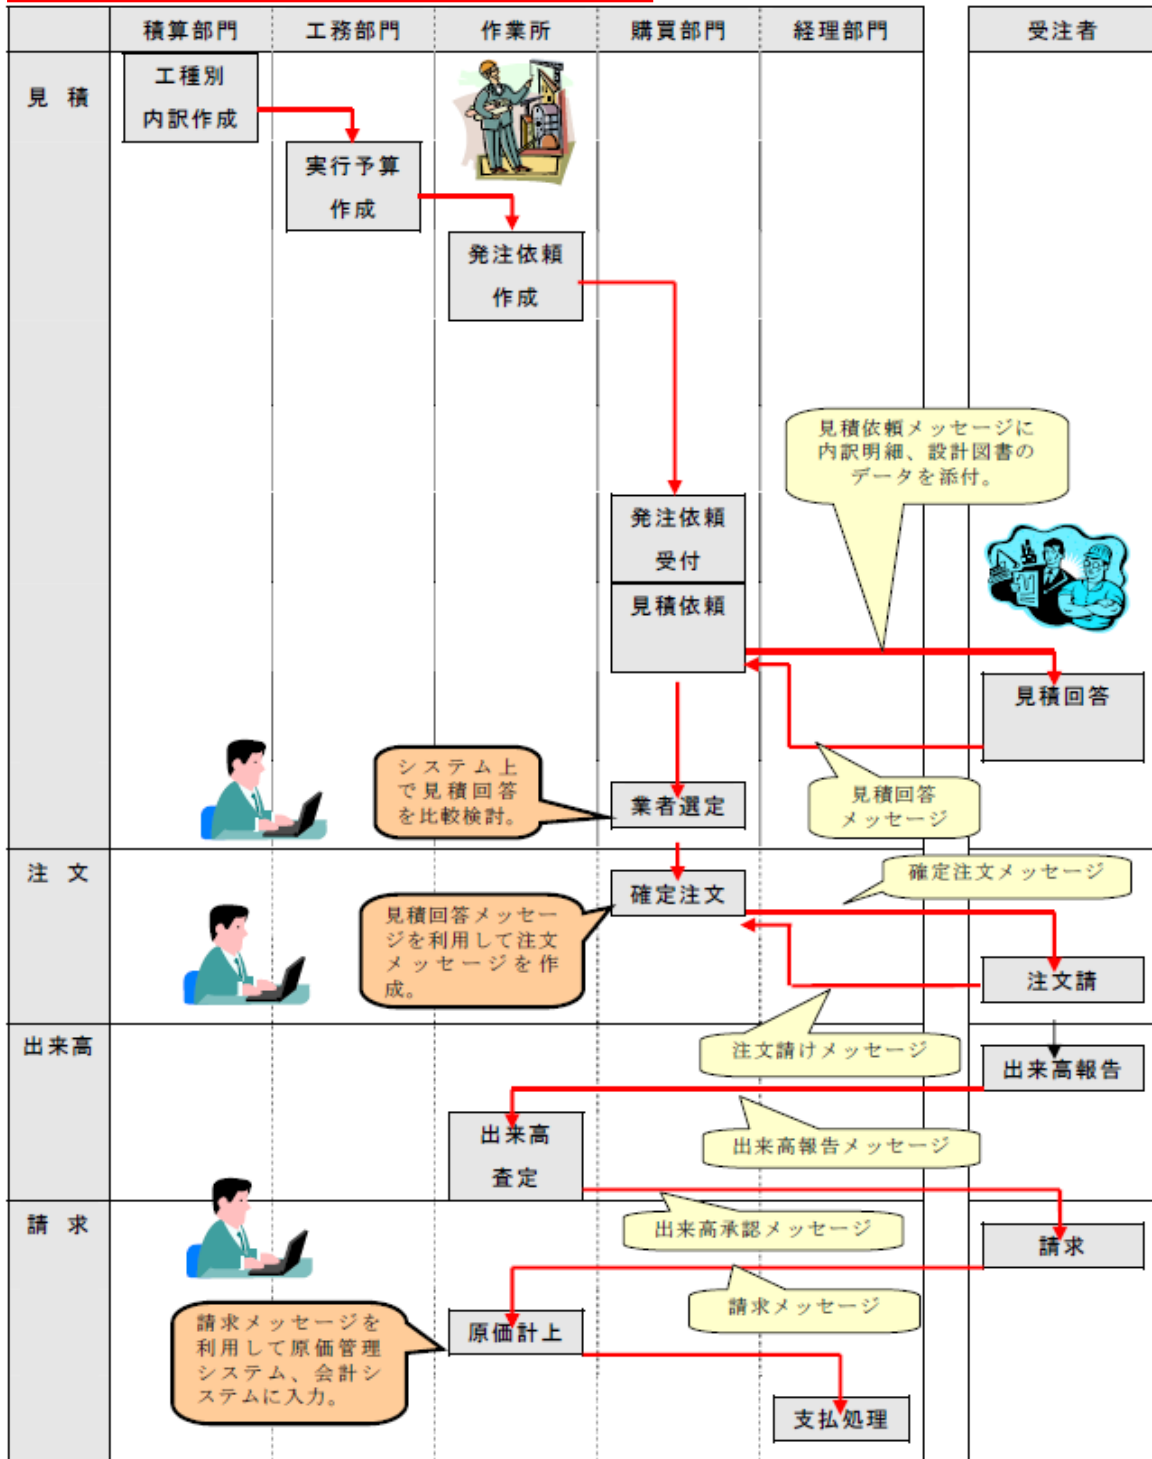 積算部門
工務部門
作業所
購買部門
経理部門
受注者
見 積
工種別
内訳作成
実行予算
作成
発注依頼
作成
見積依頼メッセージに
内訳明細、設計図書の
データを添付。
発注依頼
受付
見積依頼
見積回答
システム上
で見積回答
を比較検討。
業者選定
見積回答
メッセージ
注 文
確定注文メッセージ
確定注文
見積回答メッセー
ジを利用して注文
メッセージを作
成。
注文請
出来高
注文請けメッセージ
出来高報告
出来高
査定
出来高報告メッセージ
請 求
出来高承認メッセージ
請求
請求メッセージ
請求メッセージを
利用して原価管理
システム、会計シ
ステムに入力。
原価計上
支払処理